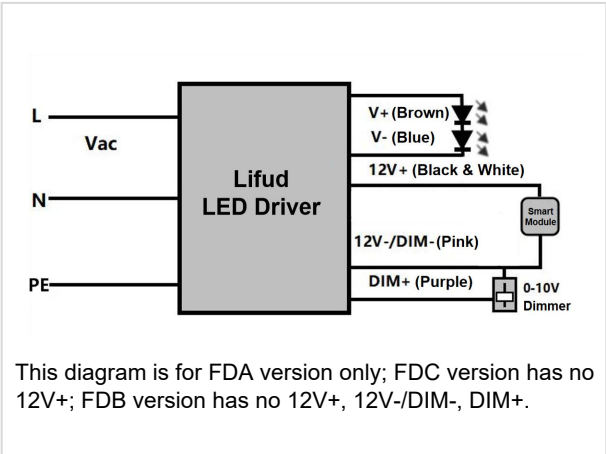 L
Vac
N
PE
Lifud
LED Driver
V+ (Brown)
V- (Blue)
12V+ (Black & White)
Smart
Module
12V-/DIM- (Pink)
DIM+ (Purple)
0-10V
Dimmer
This diagram is for FDA version only; FDC version has no
12V+; FDB version has no 12V+, 12V-/DIM-, DIM+.